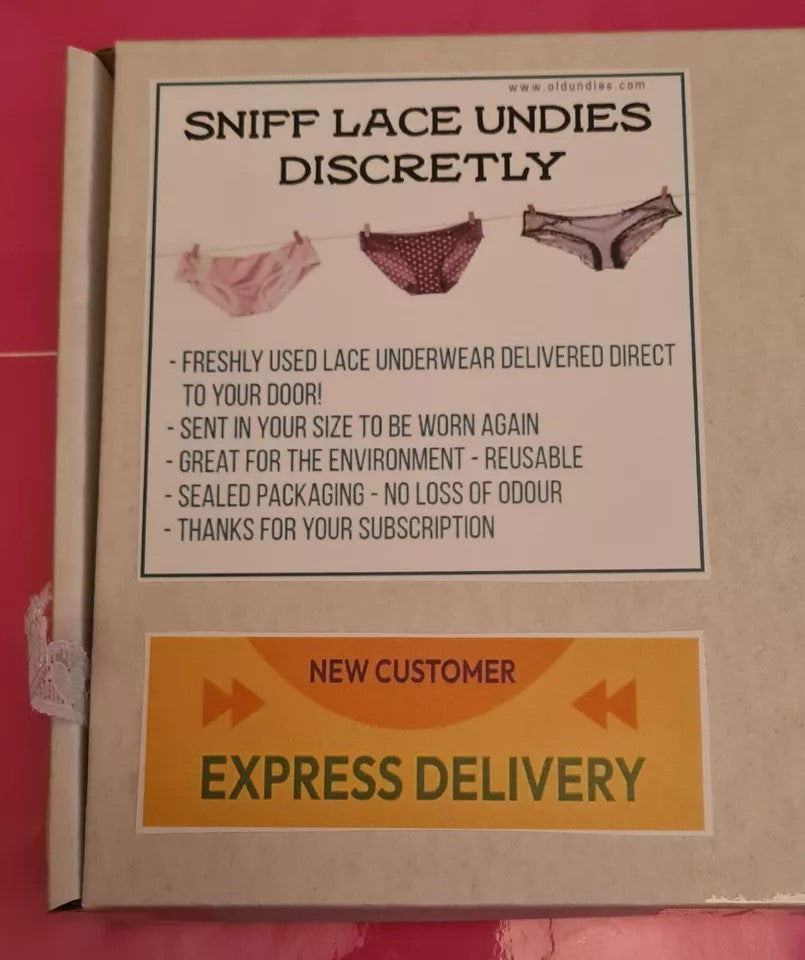 www.oldundies.com
SNIFF LACE UNDIES
DISCRETLY
- FRESHLY USED LACE UNDERWEAR DELIVERED DIRECT
TO YOUR DOOR!
- SENT IN YOUR SIZE TO BE WORN AGAIN
- GREAT FOR THE ENVIRONMENT - REUSABLE
- SEALED PACKAGING - NO LOSS OF ODOUR
- THANKS FOR YOUR SUBSCRIPTION
NEW CUSTOMER
EXPRESS DELIVERY